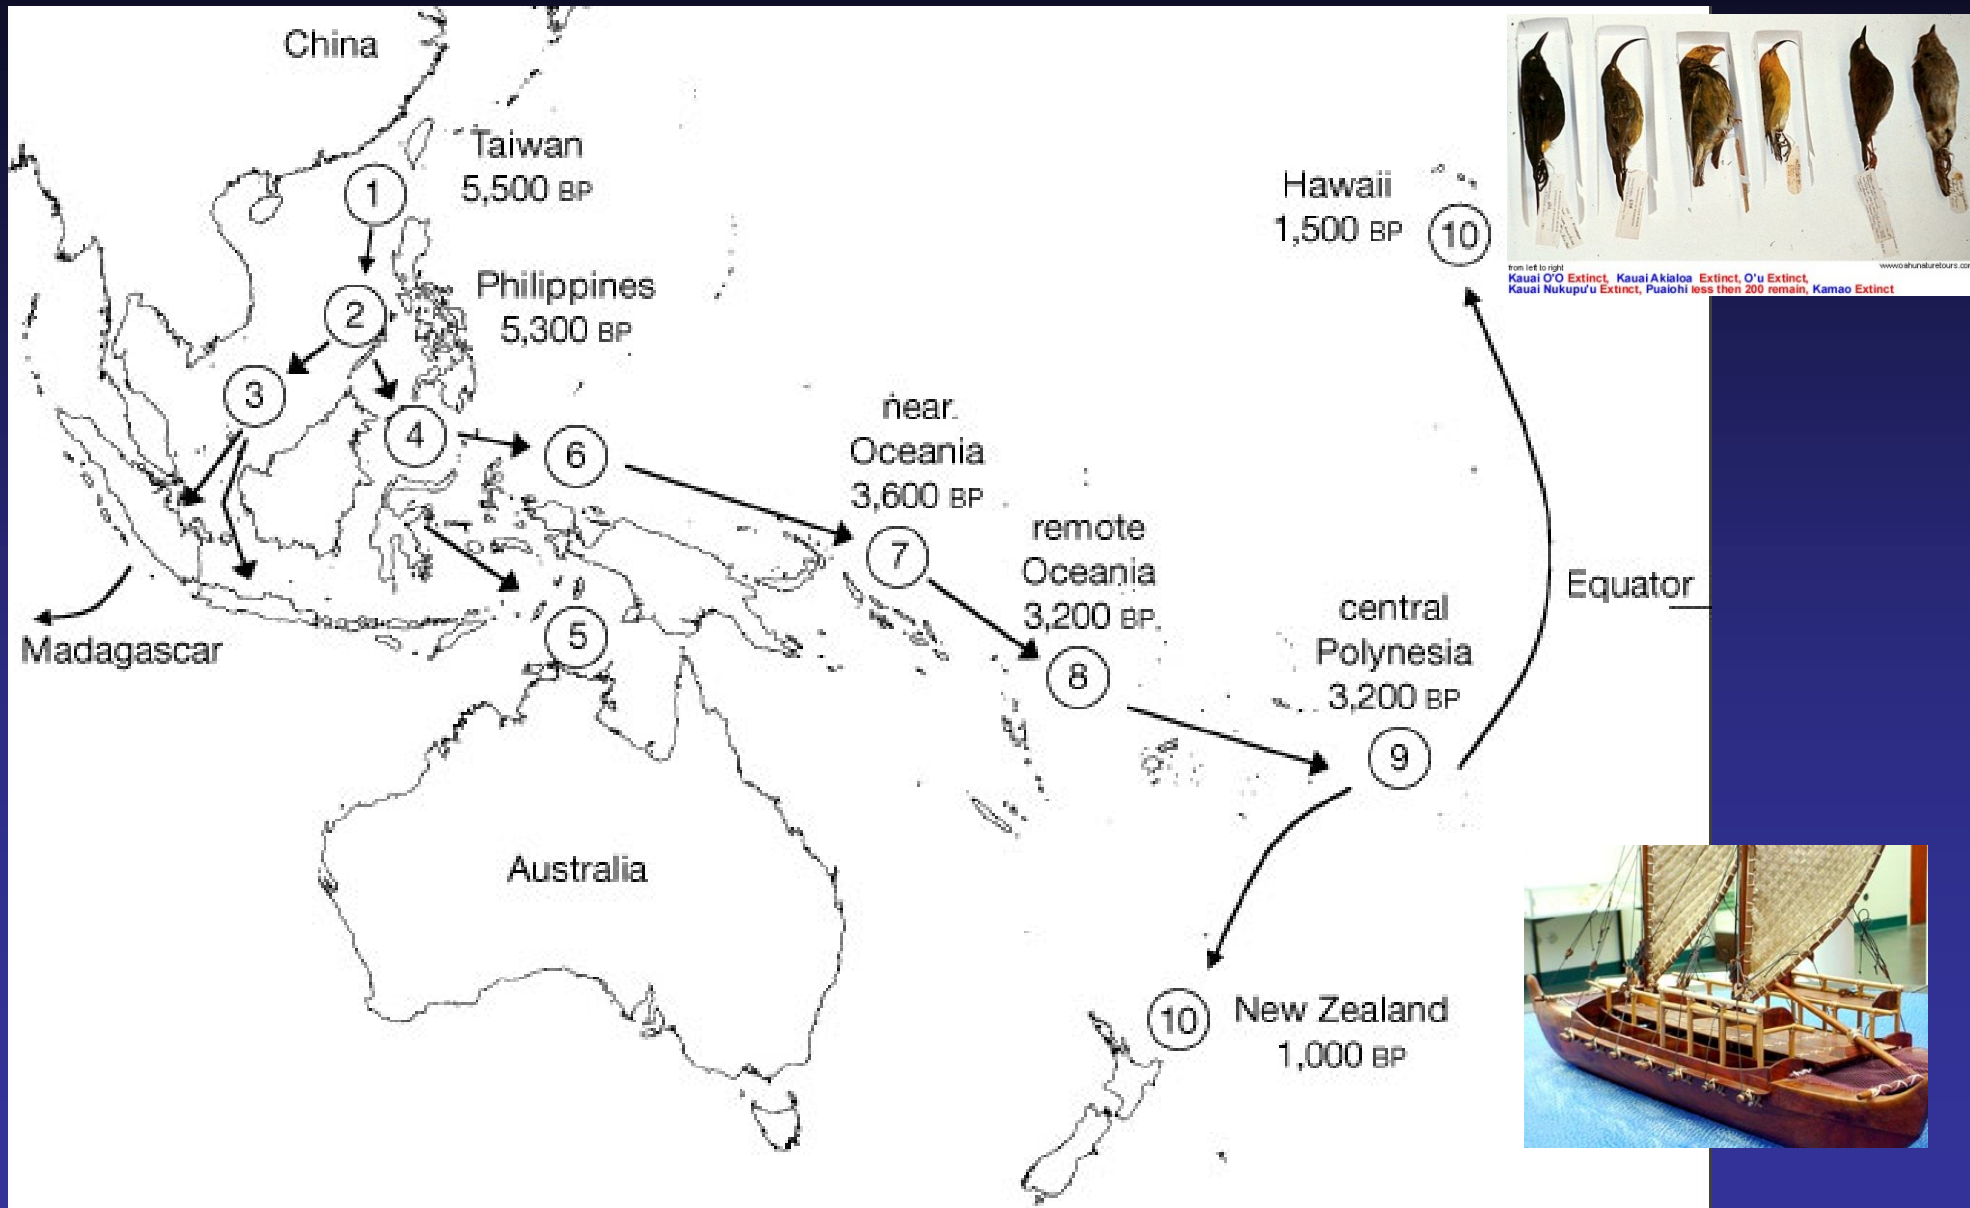 China
Taiwan
5,500 BP
1
Philippines
5,300 BP
2
3
4
6
near
Oceania
3,600 BP
7
remote
Oceania
3,200 BP
8
central
Polynesia
3,200 BP
9
Hawaii
1,500 BP
10
Equator
Madagascar
5
Australia
10
New Zealand
1,000 BP
from left to right
www.oahunaturetours.com
Kauai O'O Extinct, Kauai Akialoa Extinct, O'u Extinct,
Kauai Nukupu'u Extinct, Puaiohi less then 200 remain, Kamao Extinct